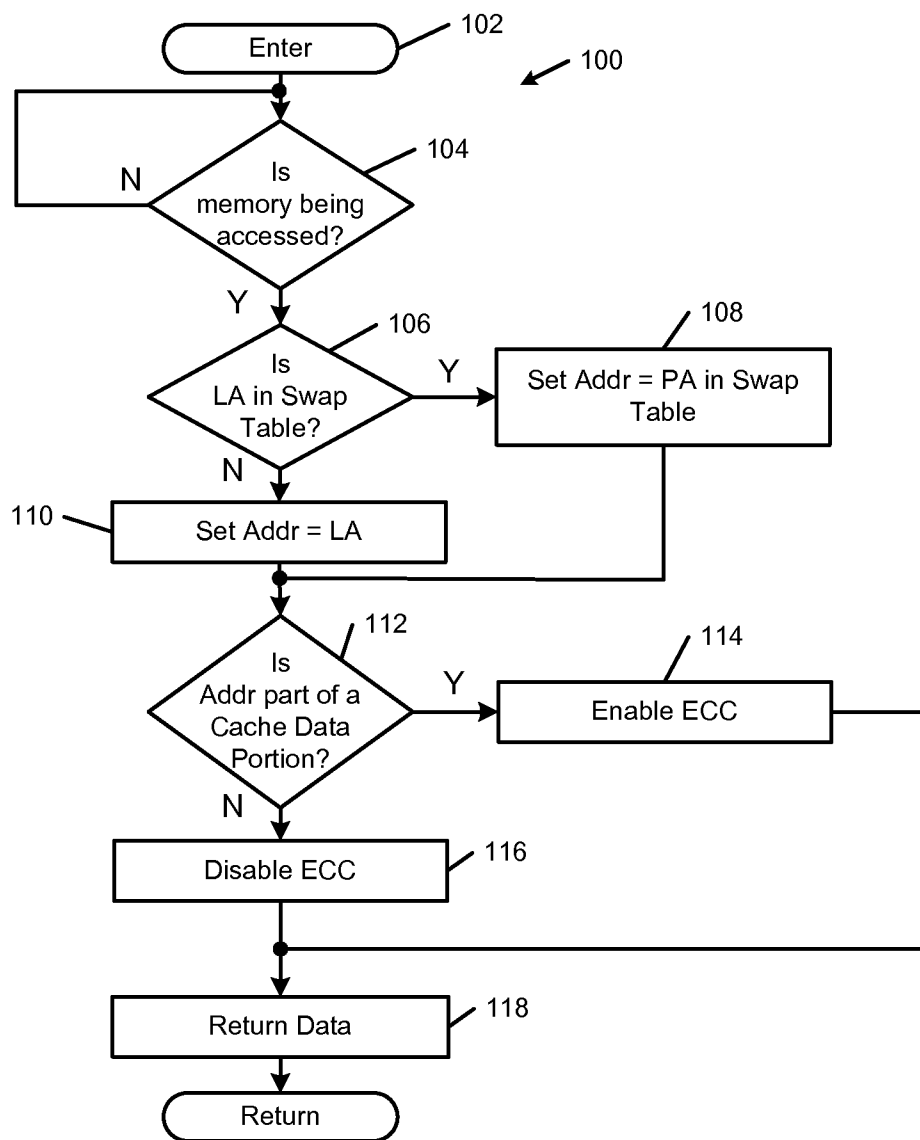 Enter
102
100
Is
memory being
accessed?
104
N
Y
Is
LA in Swap
Table?
106
Y
Set Addr = PA in Swap
Table
108
N
110
Set Addr = LA
Is
Addr part of a
Cache Data
Portion?
112
Y
Enable ECC
114
N
Disable ECC
116
Return Data
118
Return